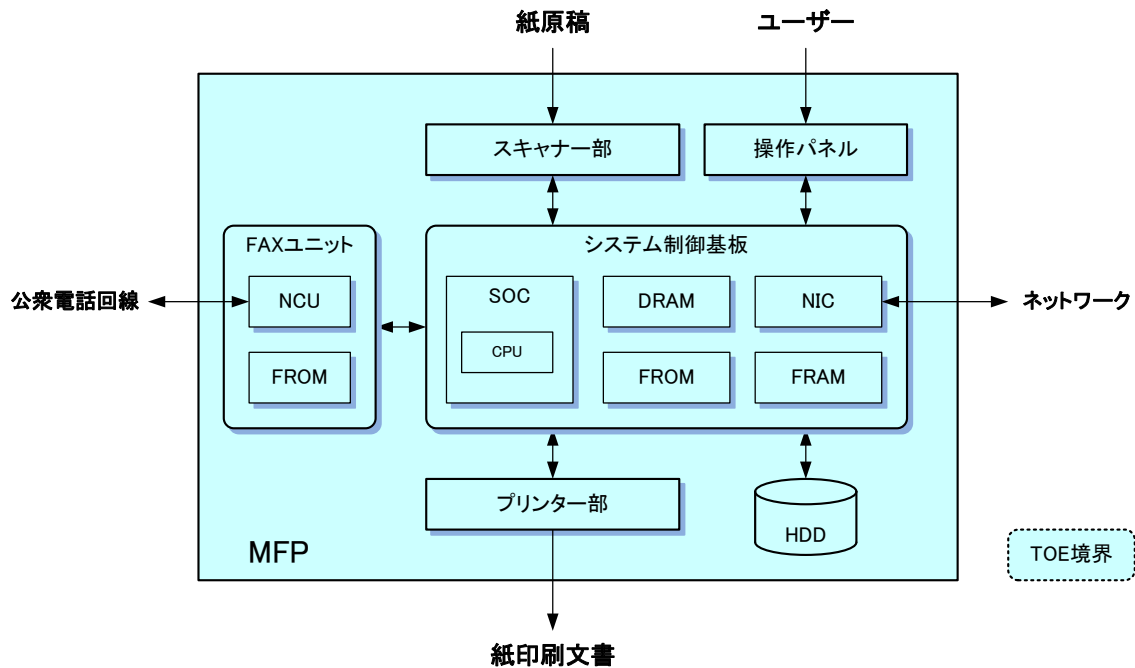 紙原稿
ユーザー
スキャナー部
操作パネル
FAXユニット
システム制御基板
公衆電話回線
NCU
SOC
DRAM
NIC
ネットワーク
CPU
FROM
FROM
FRAM
プリンター部
HDD
MFP
TOE境界
紙印刷文書